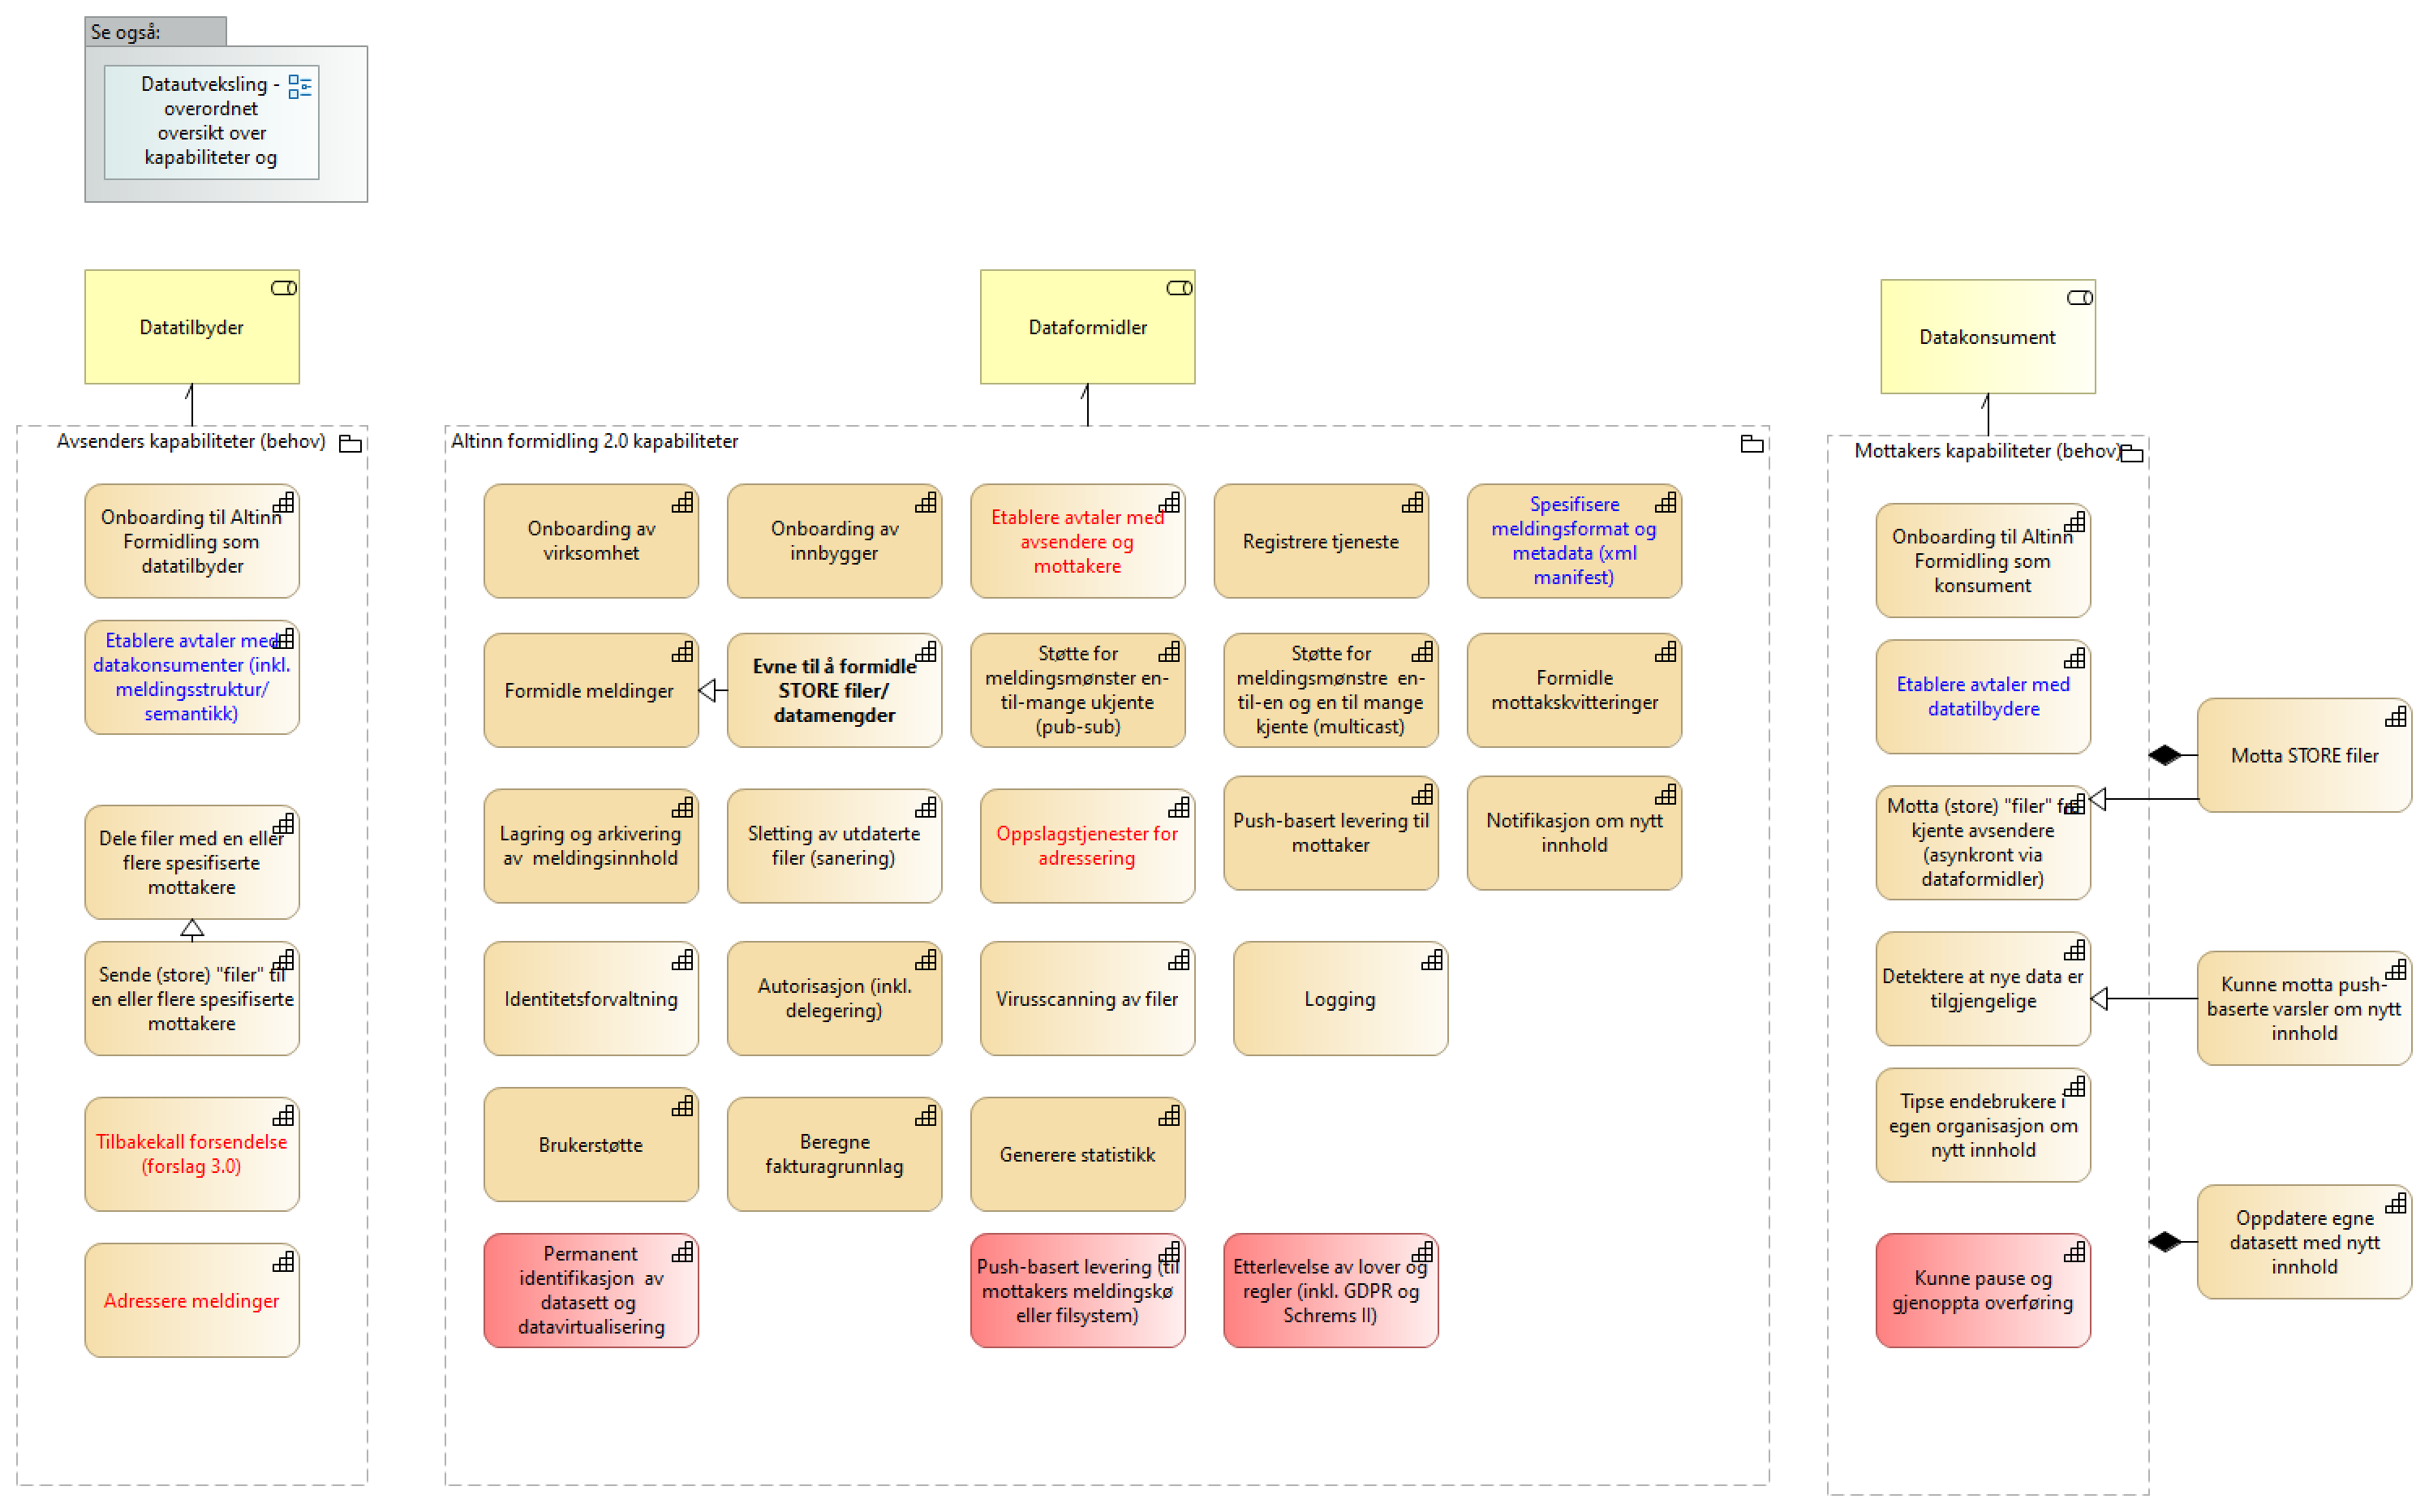 Se også:
Datautveksling -
overordnet
oversikt over
kapabiliteter og
Datatilbyder
Dataformidler
Datakonsument
Avsenders kapabiliteter (behov)
Onboarding til Altinn
Formidling som
datatilbyder
Etablere avtaler med
datakonsumenter (inkl.
meldingsstruktur/
semantikk)
Dele filer med en eller
flere spesifiserte
mottakere
Sende (store) "filer" til
en eller flere spesifiserte
mottakere
Tilbakekall forsendelse
(forslag 3.0)
Adressere meldinger
Altinn formidling 2.0 kapabiliteter
Onboarding av
virksomhet
Onboarding av
innbygger
Etablere avtaler med
avsendere og
mottakere
Registrere tjeneste
Spesifisere
meldingsformat og
metadata (xml
manifest)
Formidle meldinger
Evne til å formidle
STORE filer/
datamengder
Støtte for
meldingsmønster en-
til-mange ukjente
(pub-sub)
Støtte for
meldingsmønstre  en-
til-en og en til mange
kjente (multicast)
Formidle
mottakskvitteringer
Lagring og arkivering
av  meldingsinnhold
Sletting av utdaterte
filer (sanering)
Oppslagstjenester for
adressering
Push-basert levering til
mottaker
Notifikasjon om nytt
innhold
Identitetsforvaltning
Autorisasjon (inkl.
delegering)
Virusscanning av filer
Logging
Brukerstøtte
Beregne
fakturagrunnlag
Generere statistikk
Permanent
identifikasjon  av
datasett og
datavirtualisering
Push-basert levering (til
mottakers meldingskø
eller filsystem)
Etterlevelse av lover og
regler (inkl. GDPR og
Schrems II)
Mottakers kapabiliteter (behov)
Onboarding til Altinn
Formidling som
konsument
Etablere avtaler med
datatilbydere
Motta (store) "filer" fra
kjente avsendere
(asynkront via
dataformidler)
Detektere at nye data er
tilgjengelige
Tipse endebrukere i
egen organisasjon om
nytt innhold
Kunne pause og
gjenoppta overføring
Motta STORE filer
Kunne motta push-
baserte varsler om nytt
innhold
Oppdatere egne
datasett med nytt
innhold